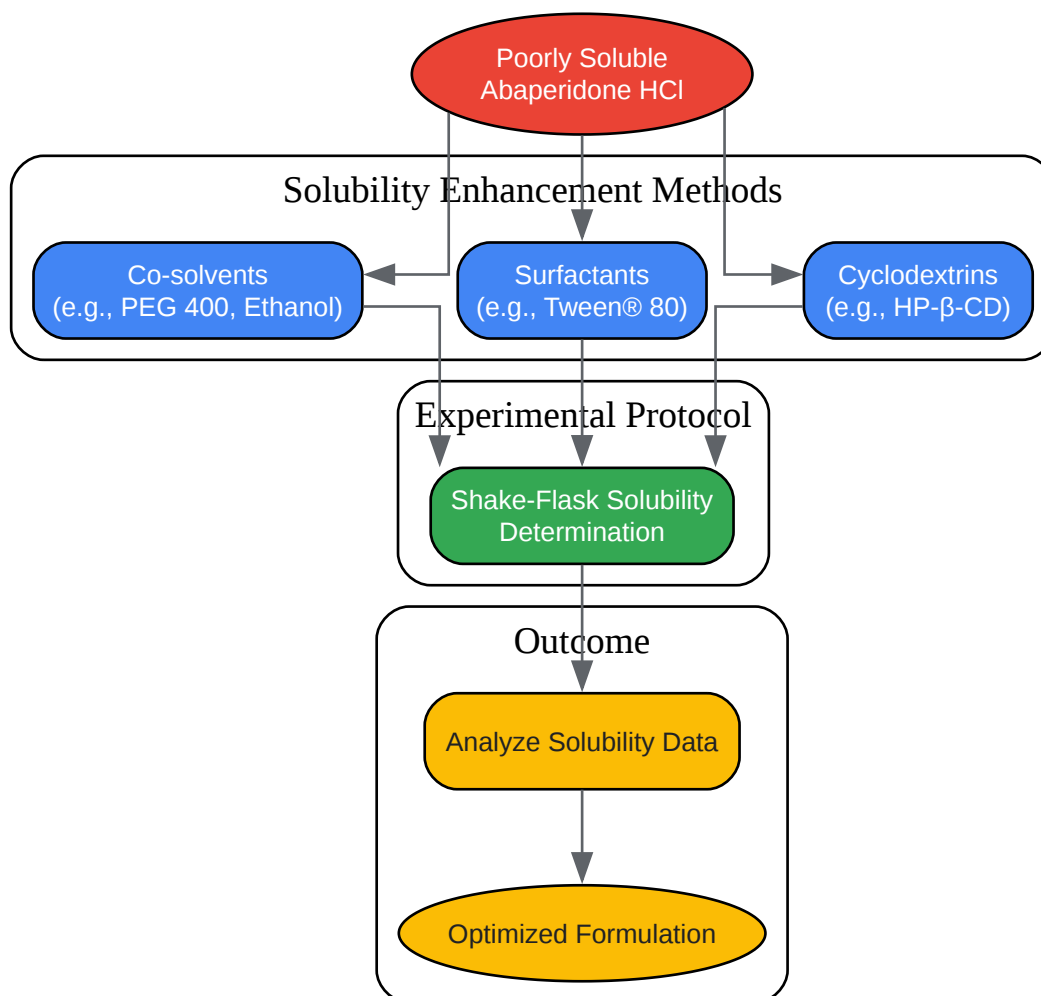 Poorly Soluble
Abaperidone HCl
Solubility Enhancement Methods
Co-solvents
(e.g., PEG 400, Ethanol)
Surfactants
(e.g., Tween® 80)
Cyclodextrins
(e.g., HP-β-CD)
Experimental Protocol
Shake-Flask Solubility
Determination
Outcome
Analyze Solubility Data
Optimized Formulation